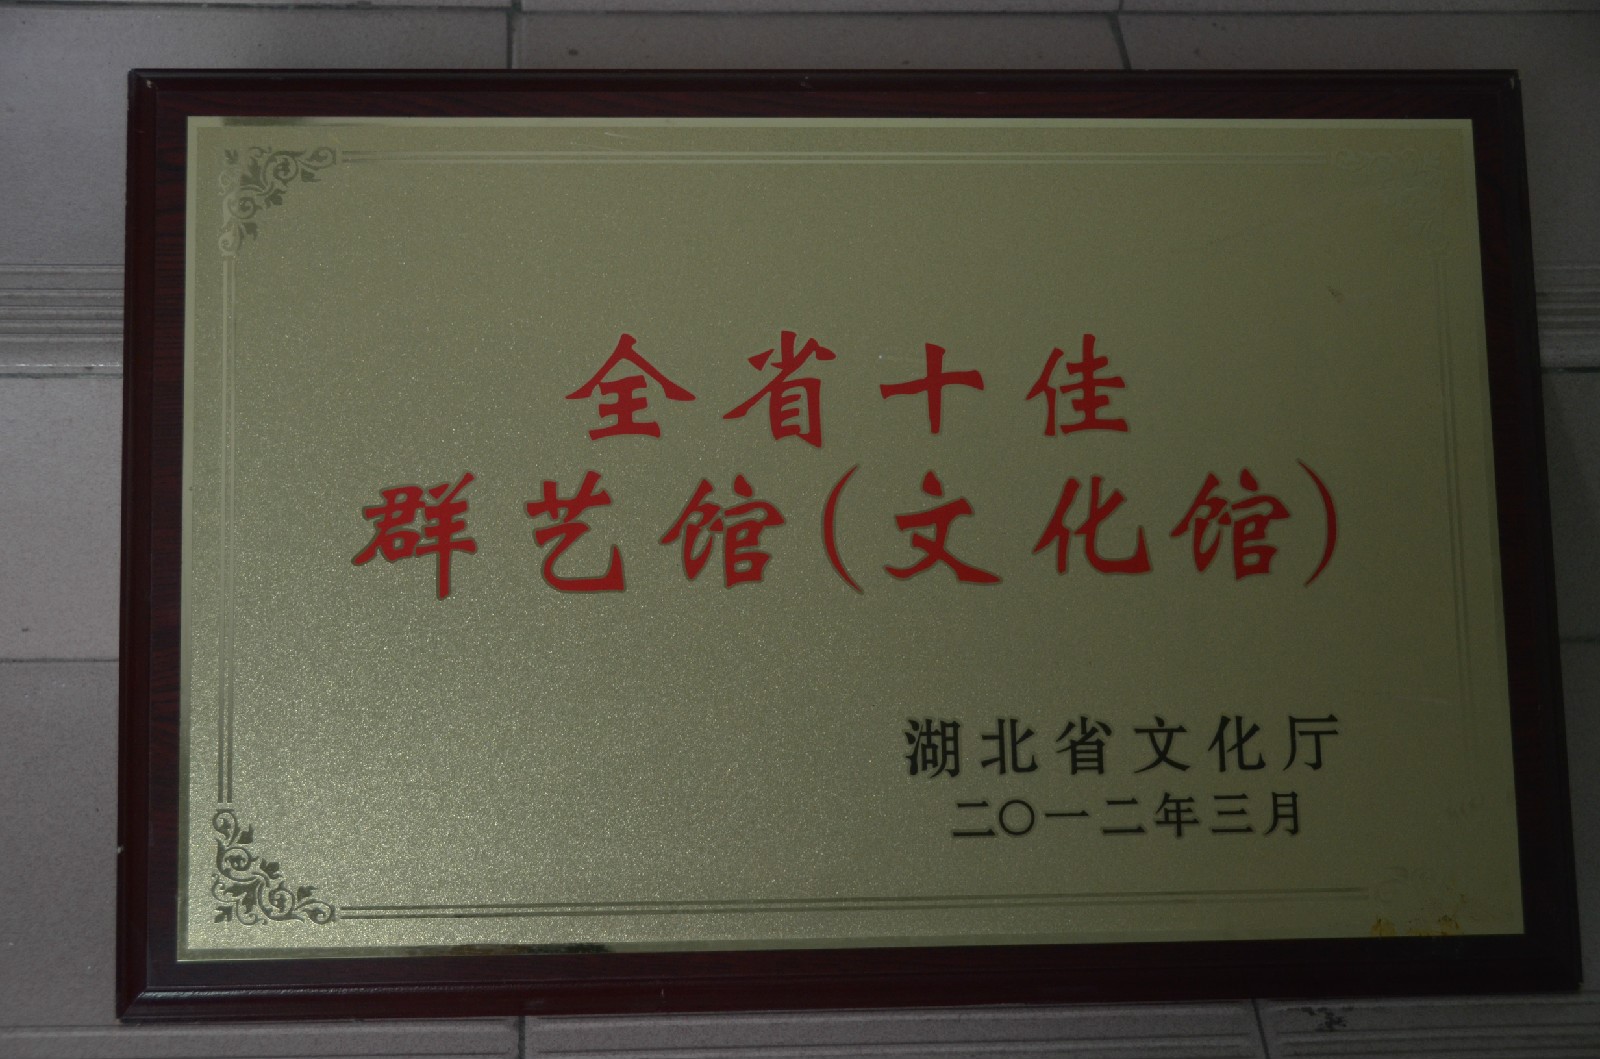 全省十佳
群艺馆(文化馆)
湖北省文化厅
二〇一二年三月